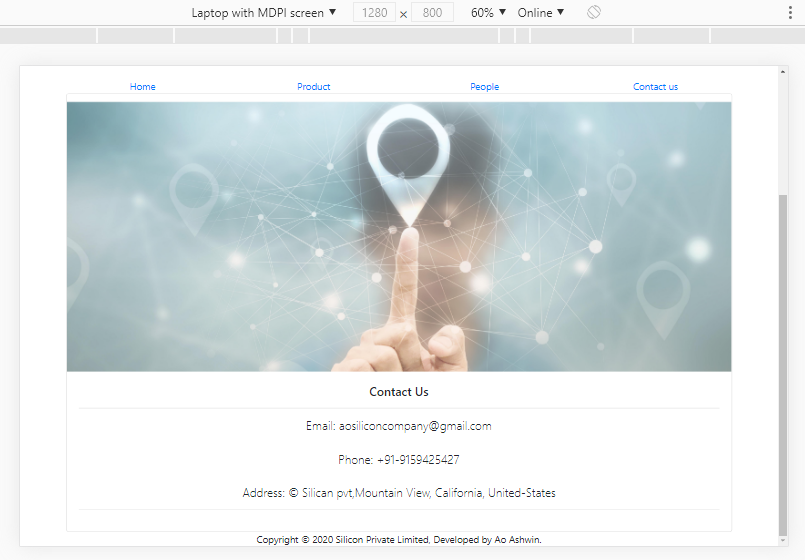 Laptop with MDPI screen ▼ 1280 × 800 60% ▼ Online ▼
Home Product People Contact us
Contact Us
Email: aosiliconcompany@gmail.com
Phone: +91-9159425427
Address: © Silican pvt,Mountain View, California, United-States
Copyright © 2020 Silicon Private Limited, Developed by Ao Ashwin.